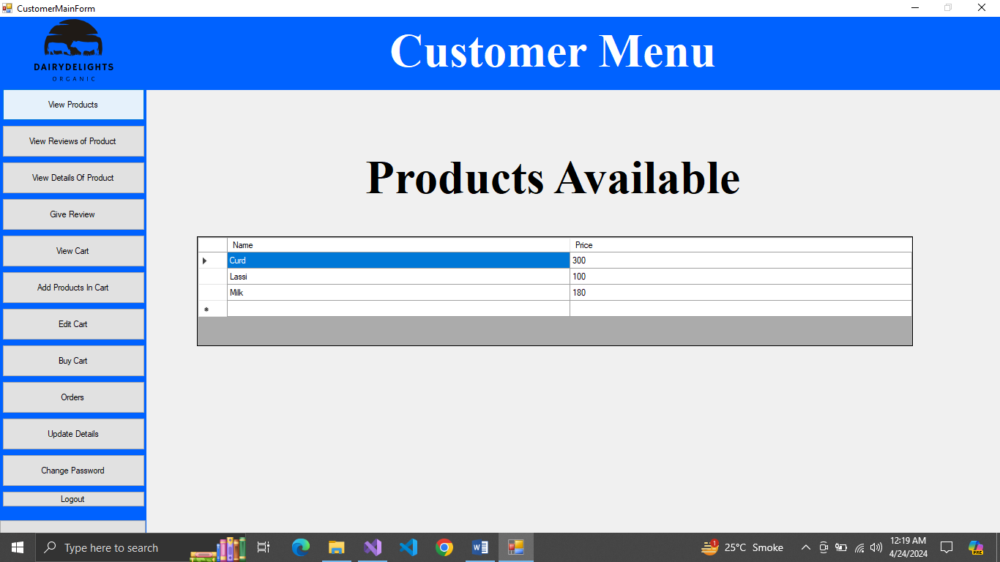 CustomerMainForm
DAIRYDELIGHTS
ORGANIC
Customer Menu
View Products
View Reviews of Product
View Details Of Product
Give Review
View Cart
Add Products In Cart
Edit Cart
Buy Cart
Orders
Update Details
Change Password
Logout
Products Available
Name Price
Curd 300
Lassi 100
Milk 180
Type here to search
1
25°C Smoke
12:19 AM
4/24/2024
PRE